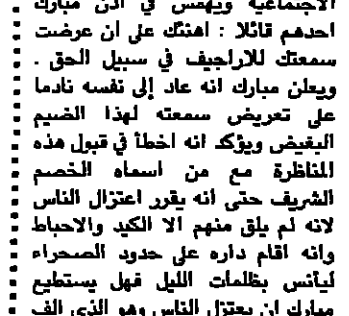 الاجتماعية ويهمس في اذن مبارك
احدهم قائلا : اهنئك على ان عرضت
سمعتك للاراجيف في سبيل الحق .
ويعلن مبارك انه عاد إلى نفسه نادما
على تعريض سمعته لهذا الضيم
البغيض ويؤكد انه اخطأ في قبول هذه
المناظرة مع من اسماه الخصم
الشريف حتى أنه يقرر اعتزال الناس
لانه لم يلق منهم الا الكيد والاحباط
وانه اقام داره على حدود الصحراء
ليأنس بظلمات الليل فهل يستطيع
مبارك ان يعتزل الناس وهو الذي الف